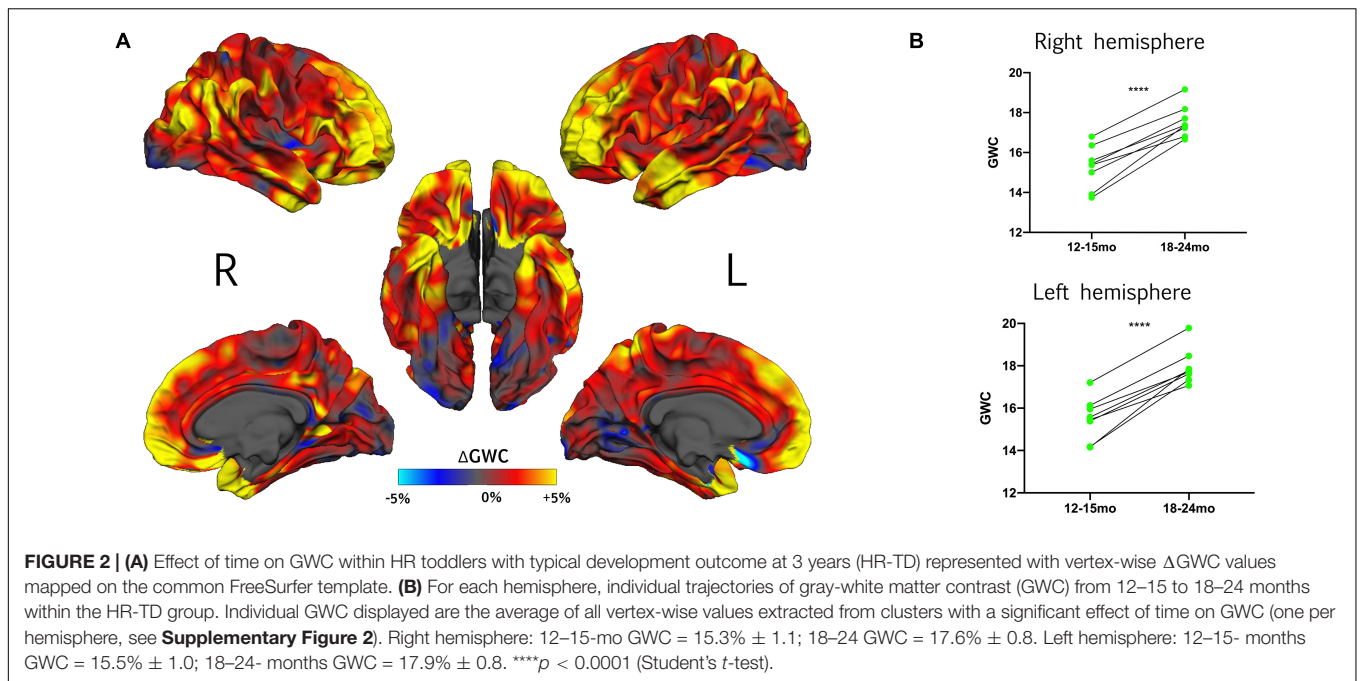 A
B
Right hemisphere
20
18
16
14
12
GWC
****
12-15mo
18-24mo
R
L
Left hemisphere
20
18
16
14
12
GWC
****
12-15mo
18-24mo
ΔGWC
-5%
0%
+5%
FIGURE 2 | (A) Effect of time on GWC within HR toddlers with typical development outcome at 3 years (HR-TD) represented with vertex-wise ΔGWC values
mapped on the common FreeSurfer template. (B) For each hemisphere, individual trajectories of gray-white matter contrast (GWC) from 12–15 to 18–24 months
within the HR-TD group. Individual GWC displayed are the average of all vertex-wise values extracted from clusters with a significant effect of time on GWC (one per
hemisphere, see Supplementary Figure 2). Right hemisphere: 12–15-mo GWC = 15.3% ± 1.1; 18–24 GWC = 17.6% ± 0.8. Left hemisphere: 12–15- months
GWC = 15.5% ± 1.0; 18–24- months GWC = 17.9% ± 0.8. ****p < 0.0001 (Student's t-test).